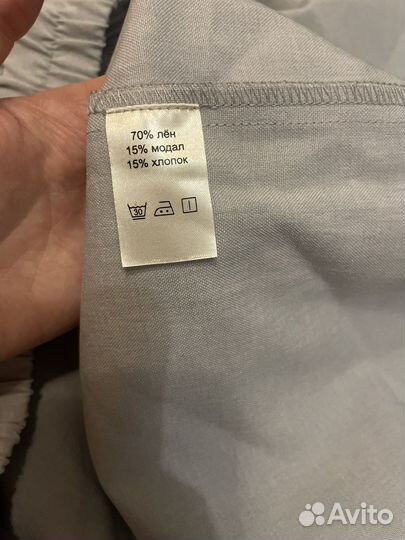 70% лён
15% модал
15% хлопок
30
Avito